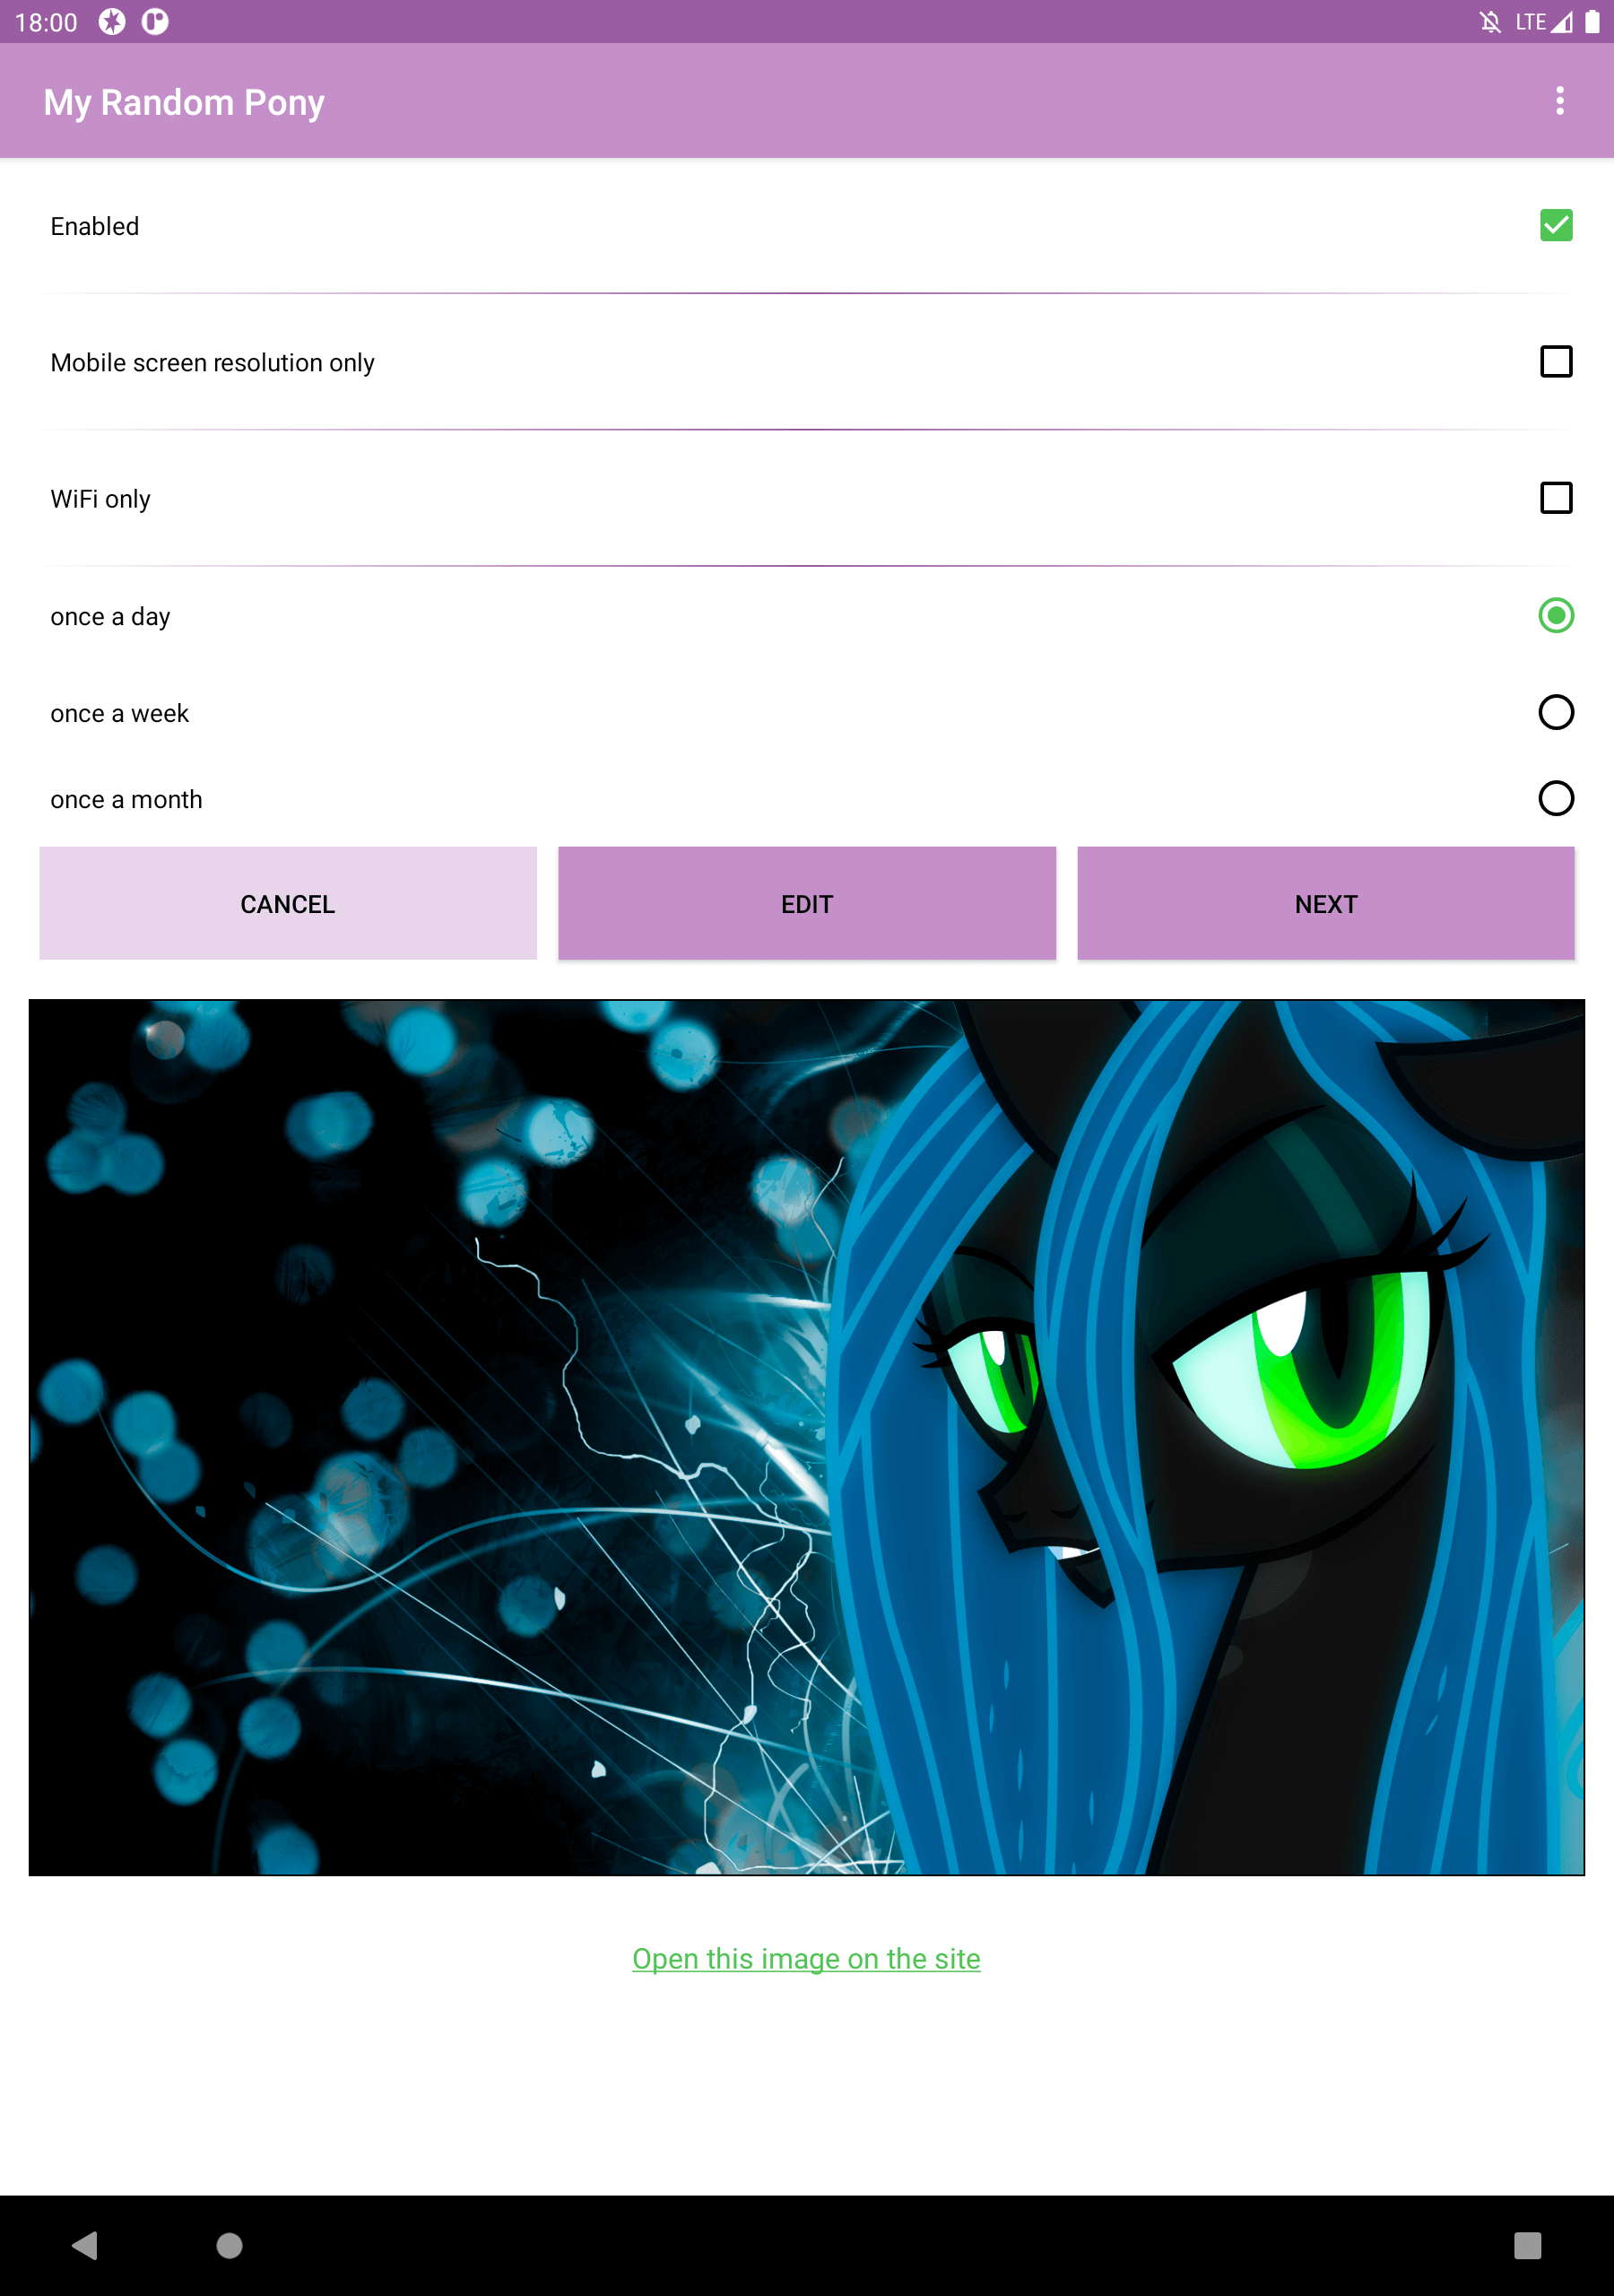 18:00 LTE
My Random Pony
Enabled
Mobile screen resolution only
WiFi only
once a day
once a week
once a month
CANCEL EDIT NEXT
Open this image on the site